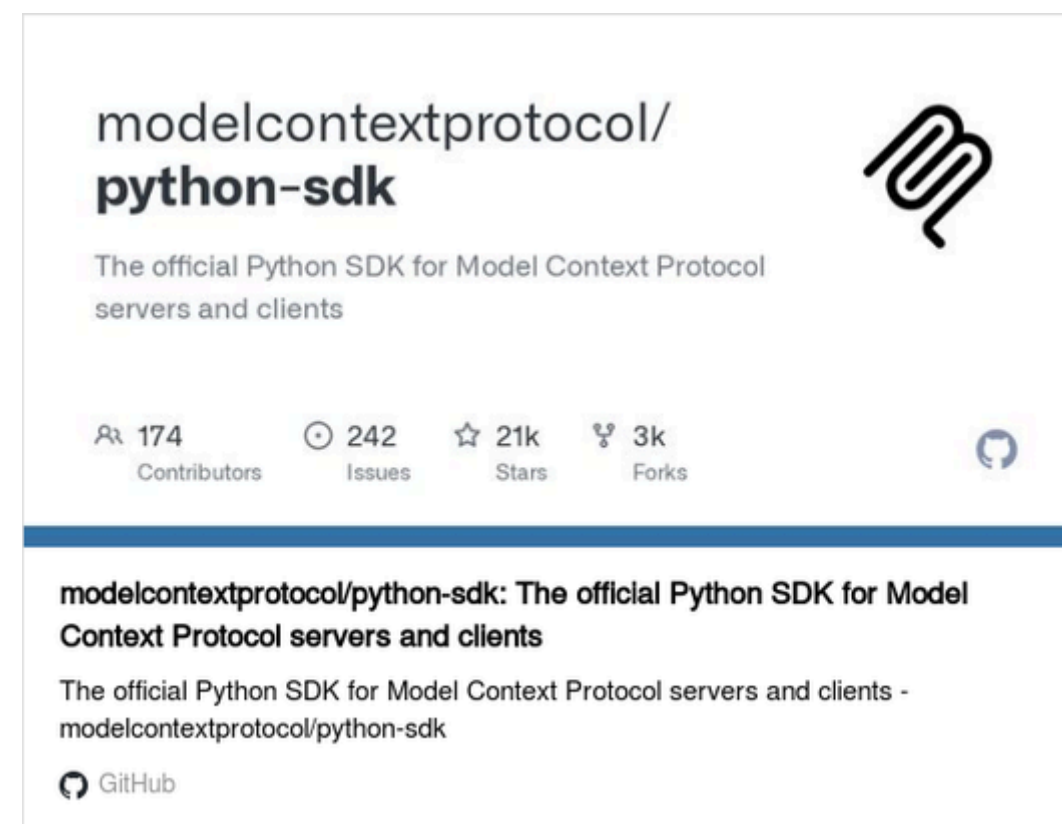 modelcontextprotocol/
python-sdk
The official Python SDK for Model Context Protocol
servers and clients
174
Contributors
242
Issues
21k
Stars
3k
Forks
modelcontextprotocol/python-sdk: The official Python SDK for Model
Context Protocol servers and clients
The official Python SDK for Model Context Protocol servers and clients -
modelcontextprotocol/python-sdk
GitHub